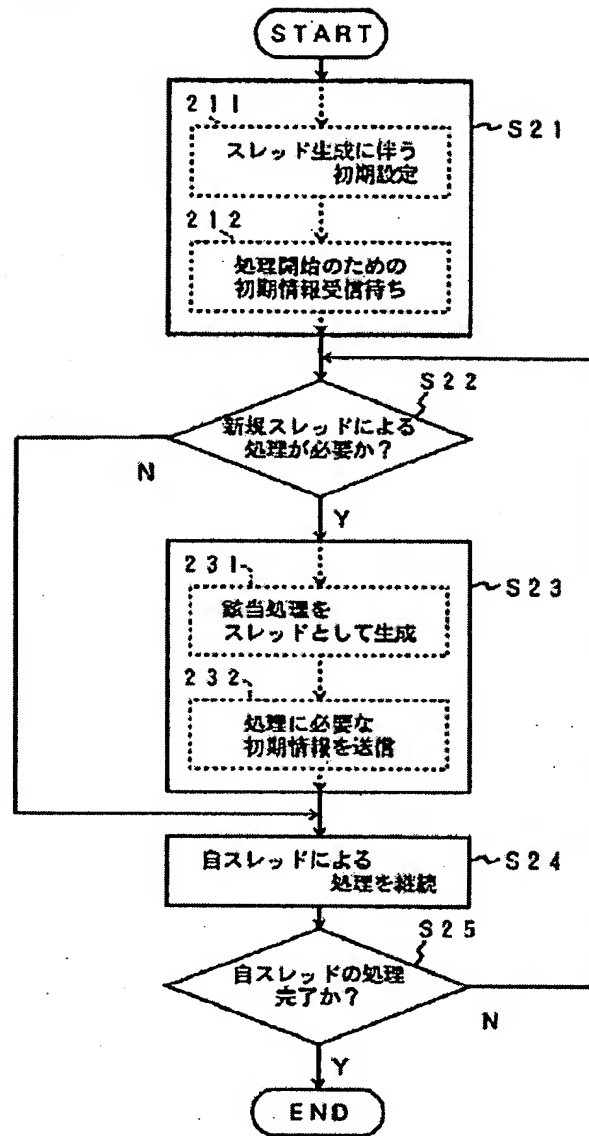 START
211
S21
スレッド生成に伴う
初期設定
212
処理開始のための
初期情報受信待ち
S22
新規スレッドによる
処理が必要か?
N
Y
231
S23
該当処理を
スレッドとして生成
232
処理に必要な
初期情報を送信
自スレッドによる
処理を継続
S24
S25
自スレッドの処理
完了か?
N
Y
END